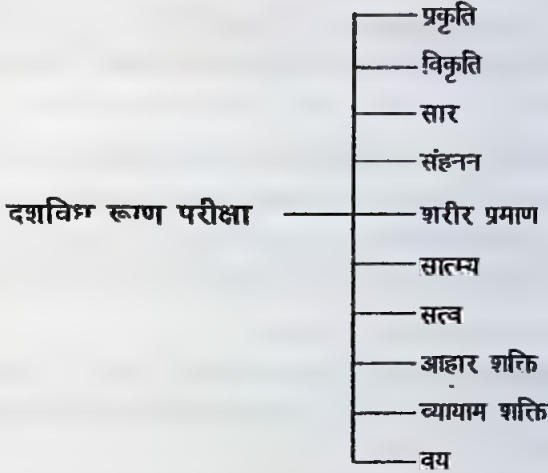 प्रकृति
विकृति
सार
संहनन
दशविध रूग्ण परीक्षा
शरीर प्रमाण
सात्म्य
सत्व
आहार शक्ति
व्यायाम शक्ति
वय